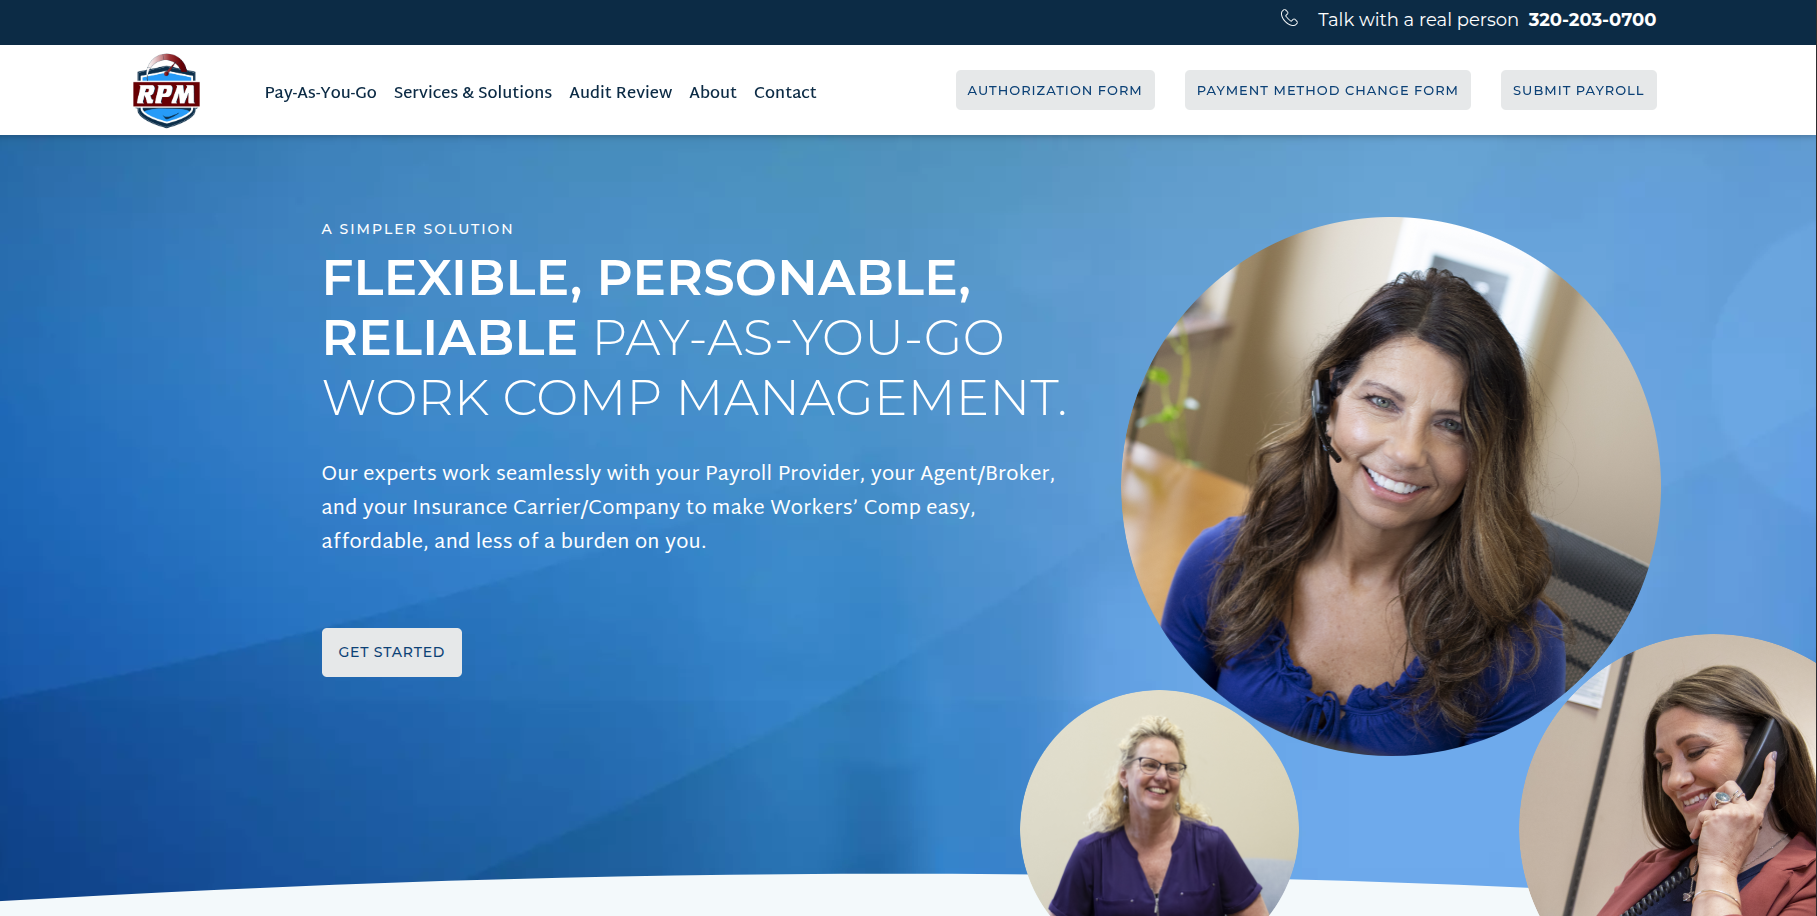 Talk with a real person 320-203-0700
RPM
Pay-As-You-Go Services & Solutions Audit Review About Contact
AUTHORIZATION FORM PAYMENT METHOD CHANGE FORM SUBMIT PAYROLL
A SIMPLER SOLUTION
FLEXIBLE, PERSONABLE,
RELIABLE PAY-AS-YOU-GO
WORK COMP MANAGEMENT.
Our experts work seamlessly with your Payroll Provider, your Agent/Broker,
and your Insurance Carrier/Company to make Workers’ Comp easy,
affordable, and less of a burden on you.
GET STARTED